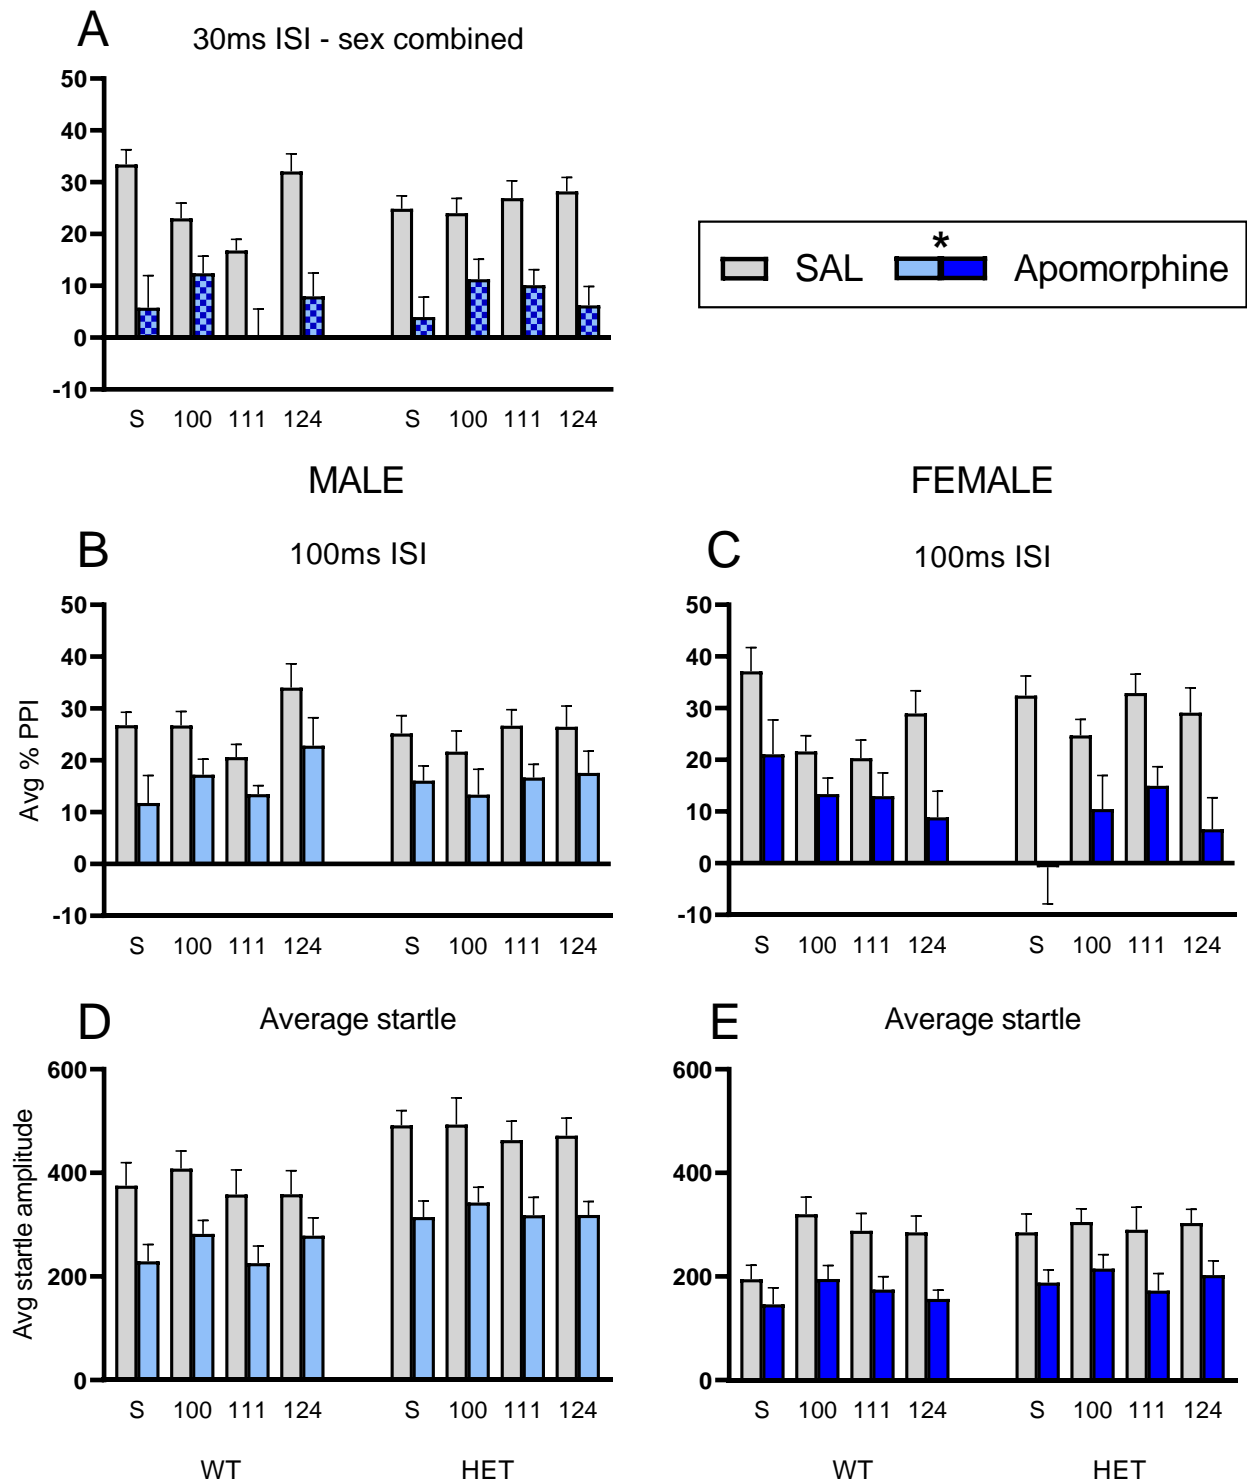 A
30ms ISI - sex combined
50
40
30
20
10
0
-10
S 100 111 124 S 100 111 124
*
SAL Apomorphine
MALE
FEMALE
B
100ms ISI
Avg % PPI
50
40
30
20
10
0
-10
S 100 111 124 S 100 111 124
C
100ms ISI
50
40
30
20
10
0
-10
S 100 111 124 S 100 111 124
D
Average startle
Avg startle amplitude
600
400
200
0
S 100 111 124 S 100 111 124
WT HET
E
Average startle
600
400
200
0
S 100 111 124 S 100 111 124
WT HET